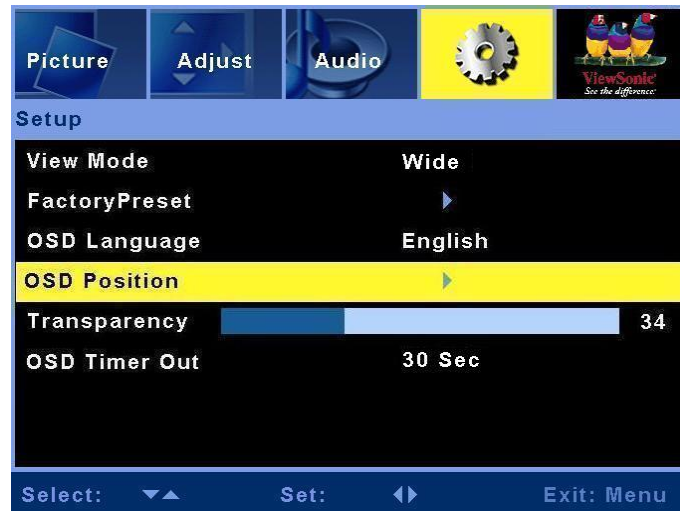 Picture Adjust Audio
ViewSonic®
See the difference.™
Setup
View Mode Wide
FactoryPreset
OSD Language English
OSD Position
Transparency 34
OSD Timer Out 30 Sec
Select: Set: Exit: Menu